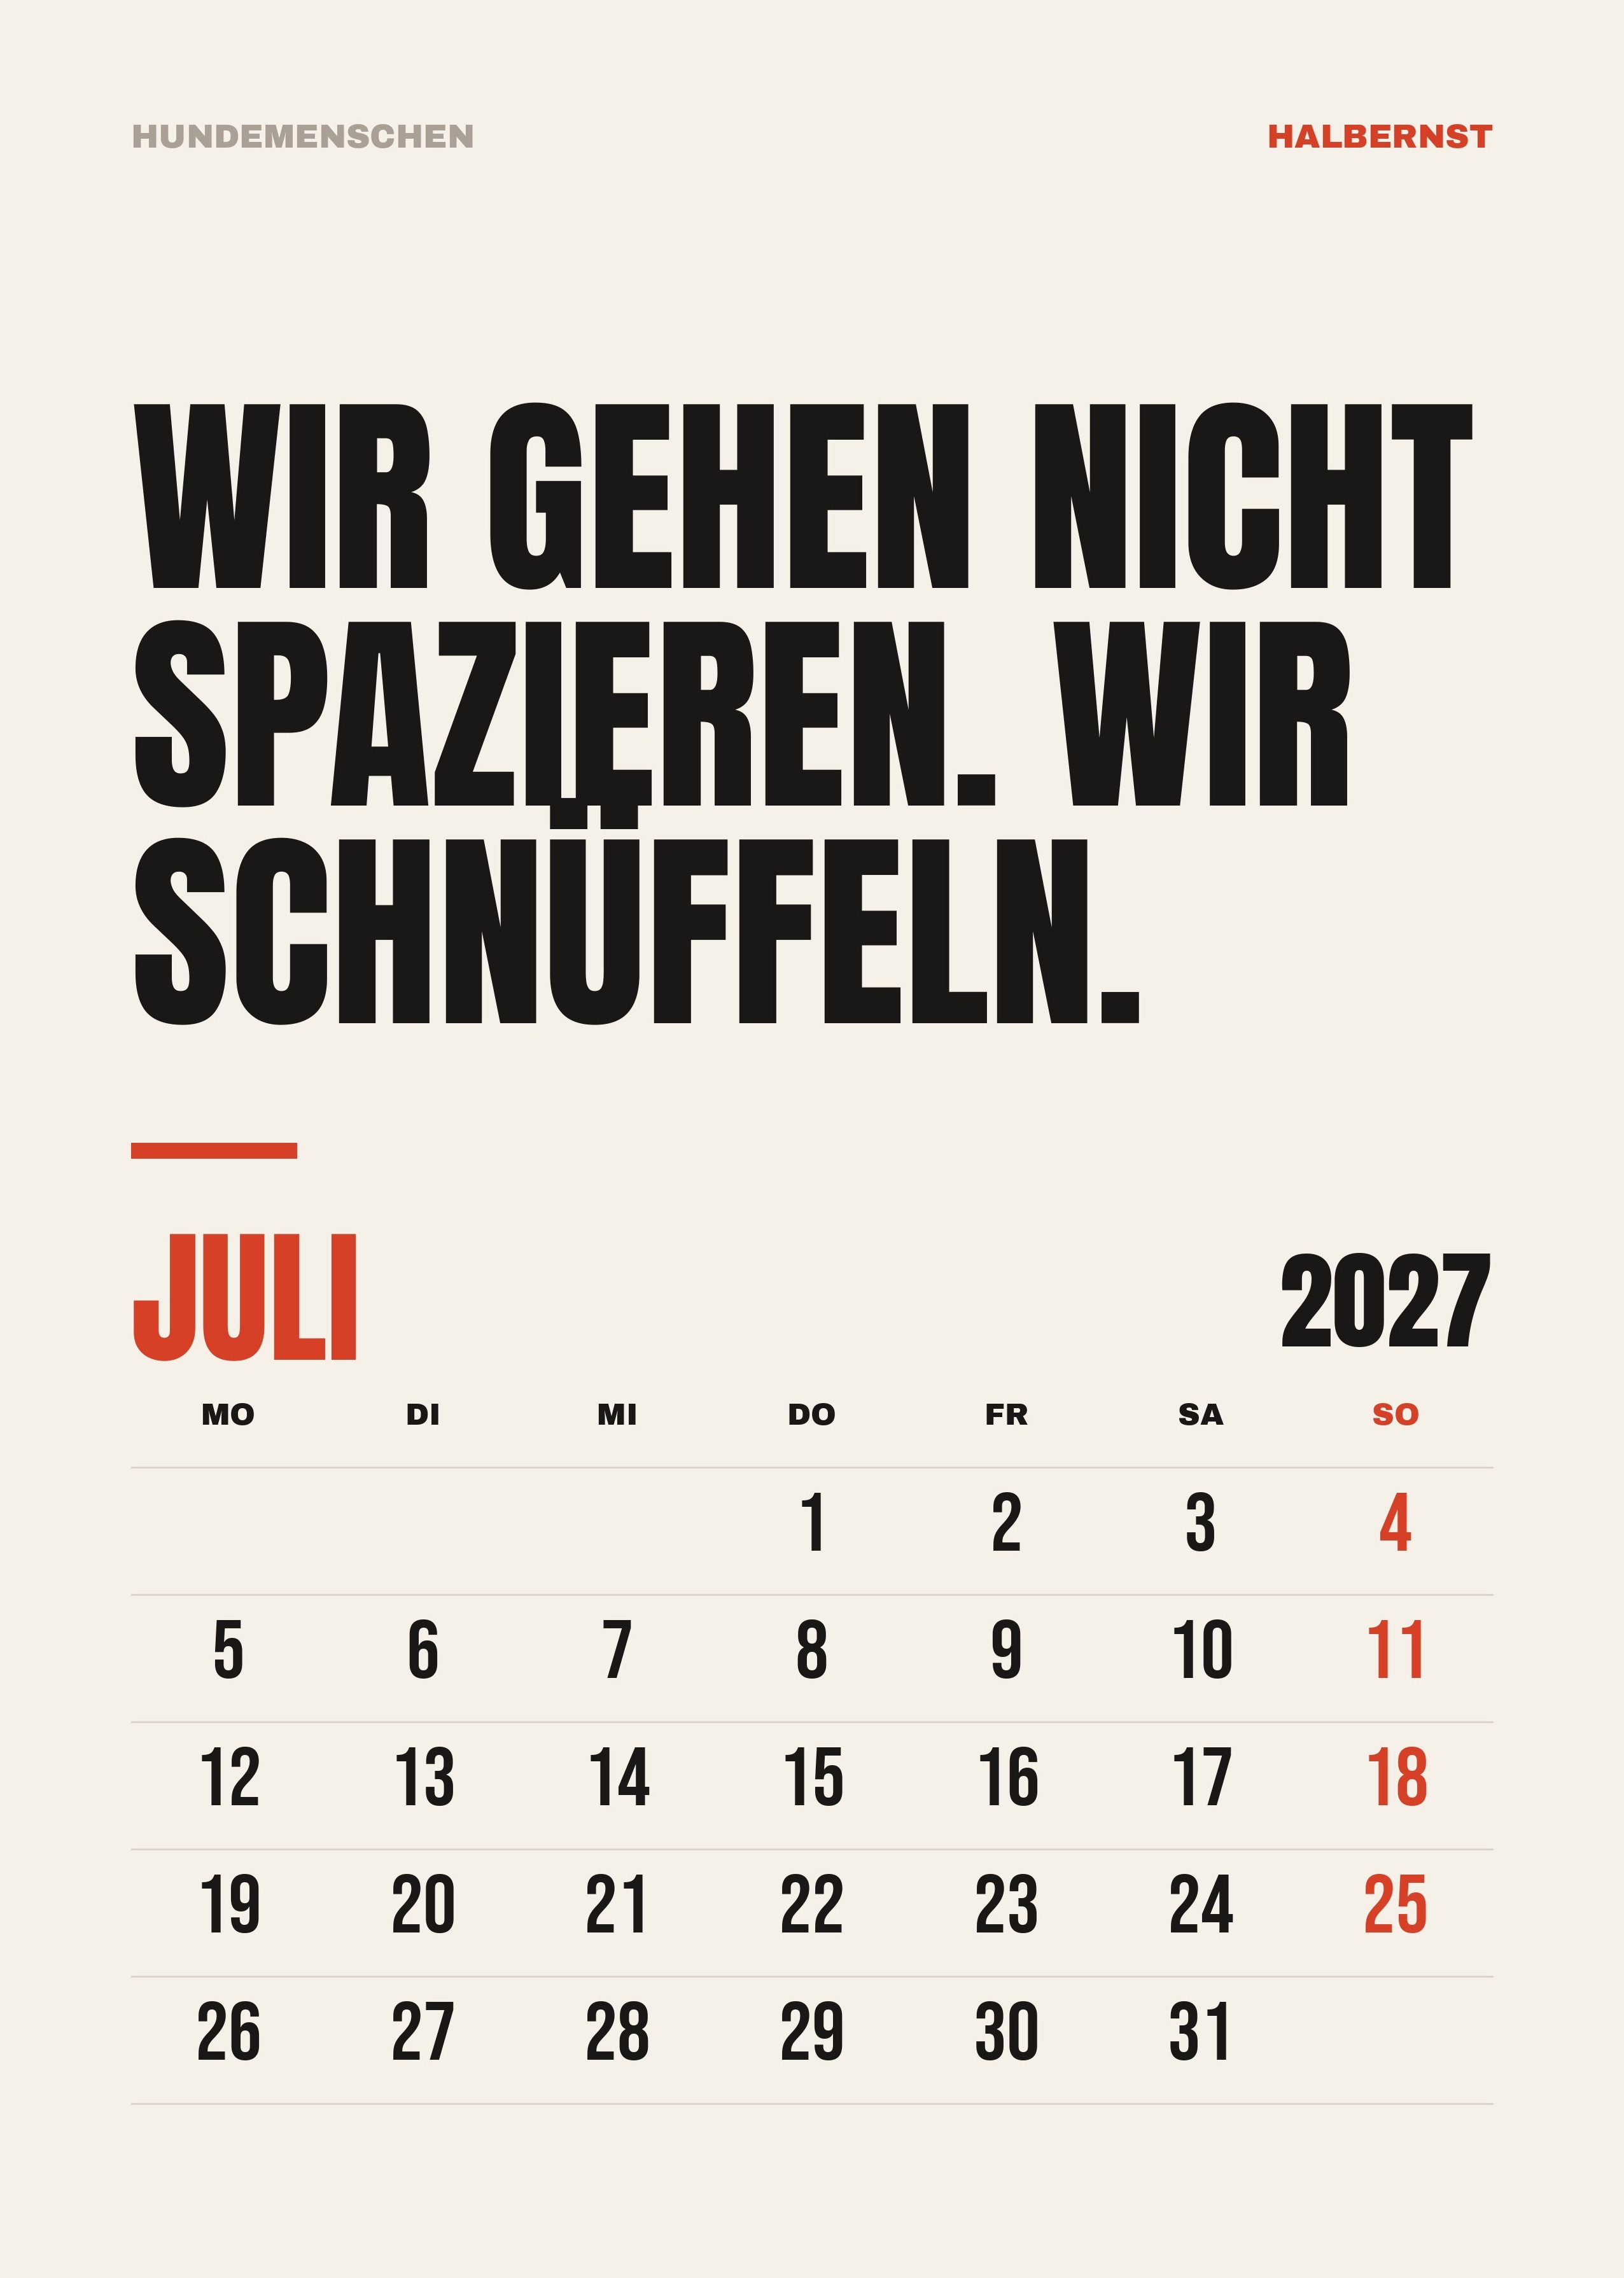 HUNDEMENSCHEN HALBERNST
WIR GEHEN NICHT
SPAZIEREN. WIR
SCHNÜFFELN.
JULI 2027
MO DI MI DO FR SA SO
1 2 3 4
5 6 7 8 9 10 11
12 13 14 15 16 17 18
19 20 21 22 23 24 25
26 27 28 29 30 31